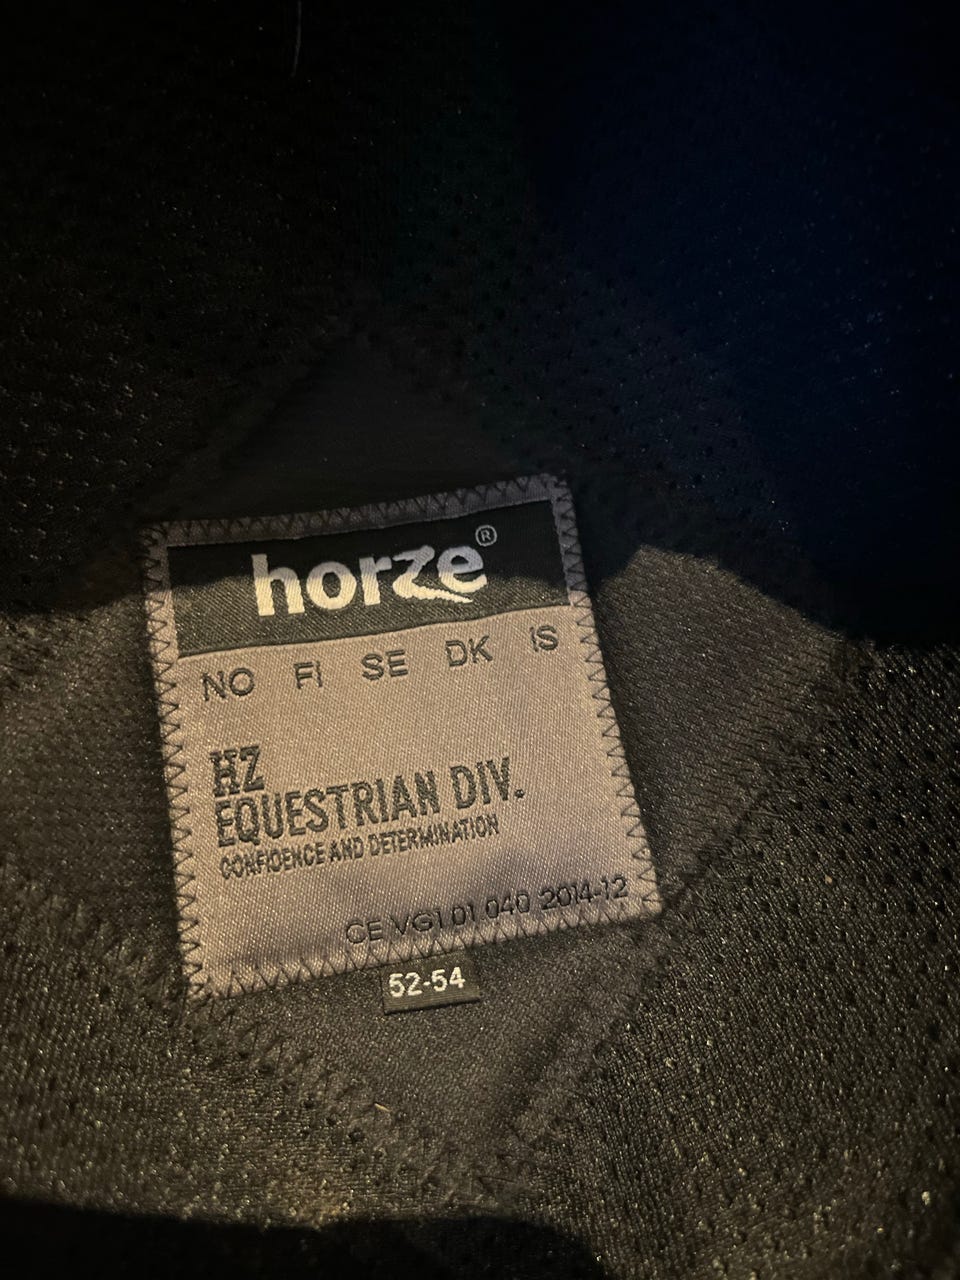 horze®
NO FI SE DK IS
HZ
EQUESTRIAN DIV.
CONFIDENCE AND DETERMINATION
CE VG1 01 040 2014-12
52-54